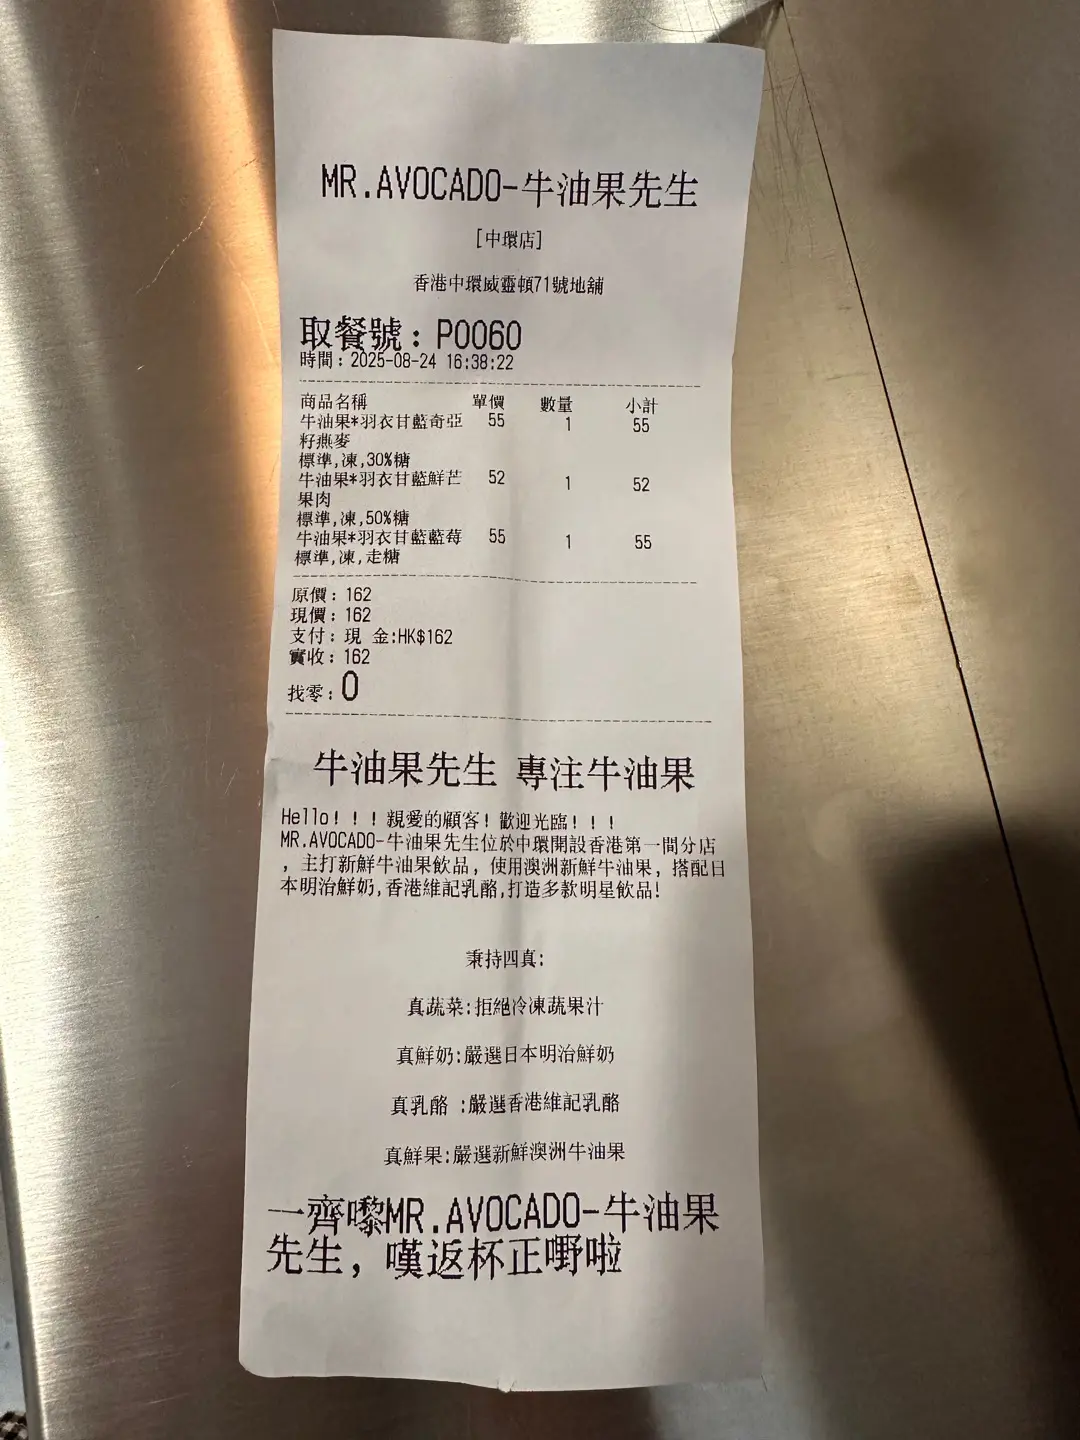 MR.AVOCADO-牛油果先生
[中環店]
香港中環威靈頓71號地舖
取餐號：P0060
時間：2025-08-24 16:38:22
商品名稱 單價 數量 小計
牛油果*羽衣甘藍奇亞 55 1 55
籽燕麥
標準,凍,30%糖
牛油果*羽衣甘藍鮮芒 52 1 52
果肉
標準,凍,50%糖
牛油果*羽衣甘藍藍莓 55 1 55
標準,凍,走糖
原價：162
現價：162
支付：現 金:HK$162
實收：162
找零：0
牛油果先生 專注牛油果
Hello！！！親愛的顧客！歡迎光臨！！！
MR.AVOCADO-牛油果先生位於中環開設香港第一間分店
，主打新鮮牛油果飲品，使用澳洲新鮮牛油果，搭配日
本明治鮮奶,香港維記乳酪,打造多款明星飲品!
秉持四真:
真蔬菜:拒絕冷凍蔬果汁
真鮮奶:嚴選日本明治鮮奶
真乳酪 :嚴選香港維記乳酪
真鮮果:嚴選新鮮澳洲牛油果
一齊嚟MR.AVOCADO-牛油果
先生，嘆返杯正嘢啦